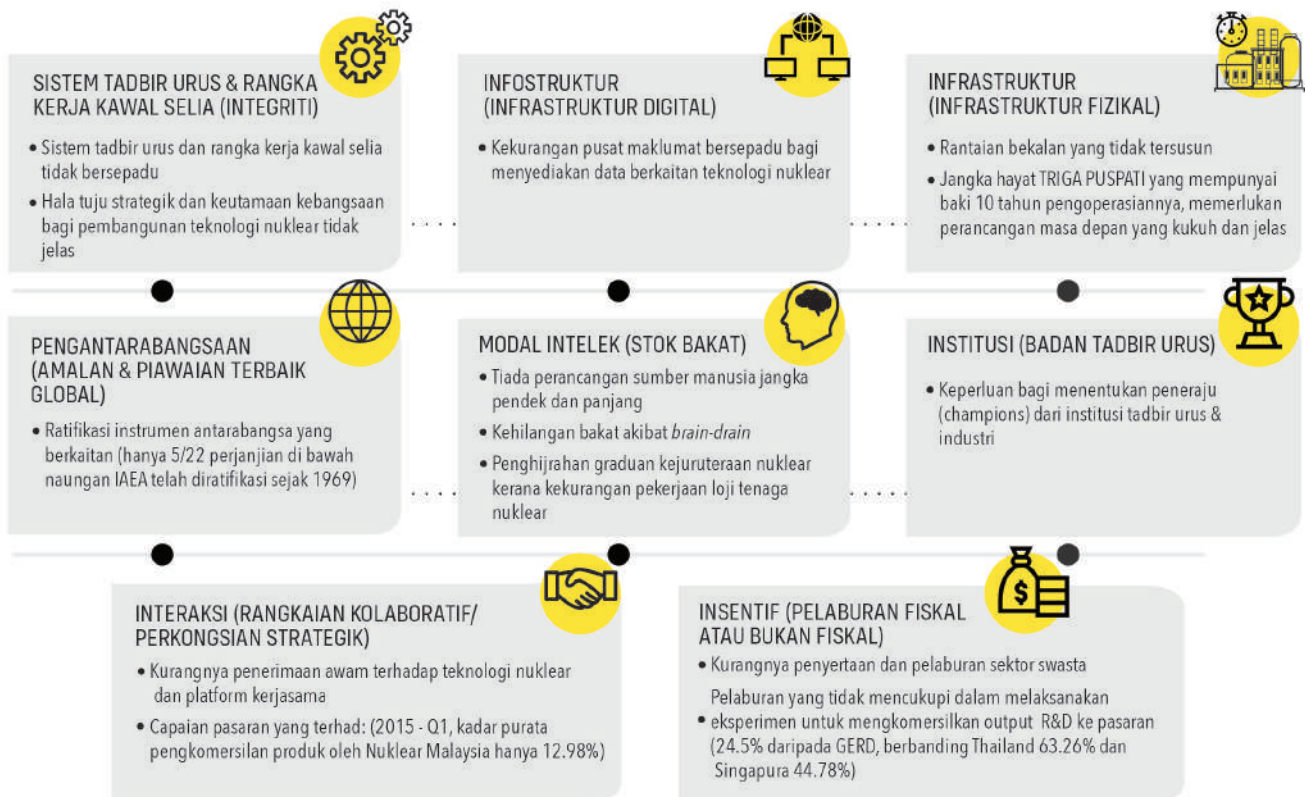 SISTEM TADBIR URUS & RANGKA
KERJA KAWAL SELIA (INTEGRITI)
• Sistem tadbir urus dan rangka kerja kawal selia
tidak bersepadu
• Hala tuju strategik dan keutamaan kebangsaan
bagi pembangunan teknologi nuklear tidak
jelas
INFOSTRUKTUR
(INFRASTRUKTUR DIGITAL)
• Kekurangan pusat maklumat bersepadu bagi
menyediakan data berkaitan teknologi nuklear
INFRASTRUKTUR
(INFRASTRUKTUR FIZIKAL)
• Rantaian bekalan yang tidak tersusun
• Jangka hayat TRIGA PUSPATI yang mempunyai
baki 10 tahun pengoperasiannya, memerlukan
perancangan masa depan yang kukuh dan jelas
PENGANTARABANGSAAN
(AMALAN & PIAWAIAN TERBAIK
GLOBAL)
• Ratifikasi instrumen antarabangsa yang
berkaitan (hanya 5/22 perjanjian di bawah
naungan IAEA telah diratifikasi sejak 1969)
MODAL INTELEK (STOK BAKAT)
• Tiada perancangan sumber manusia jangka
pendek dan panjang
• Kehilangan bakat akibat brain-drain
• Penghijrahan graduan kejuruteraan nuklear
kerana kekurangan pekerjaan loji tenaga
nuklear
INSTITUSI (BADAN TADBIR URUS)
• Keperluan bagi menentukan peneraju
(champions) dari institusi tadbir urus &
industri
INTERAKSI (RANGKAIAN KOLABORATIF/
PERKONGSIAN STRATEGIK)
• Kurangnya penerimaan awam terhadap teknologi nuklear
dan platform kerjasama
• Capaian pasaran yang terhad: (2015 - Q1, kadar purata
pengkomersilan produk oleh Nuklear Malaysia hanya 12.98%)
INSENTIF (PELABURAN FISKAL
ATAU BUKAN FISKAL)
$
• Kurangnya penyertaan dan pelaburan sektor swasta
Pelaburan yang tidak mencukupi dalam melaksanakan
• eksperimen untuk mengkomersilkan output R&D ke pasaran
(24.5% daripada GERD, berbanding Thailand 63.26% dan
Singapura 44.78%)